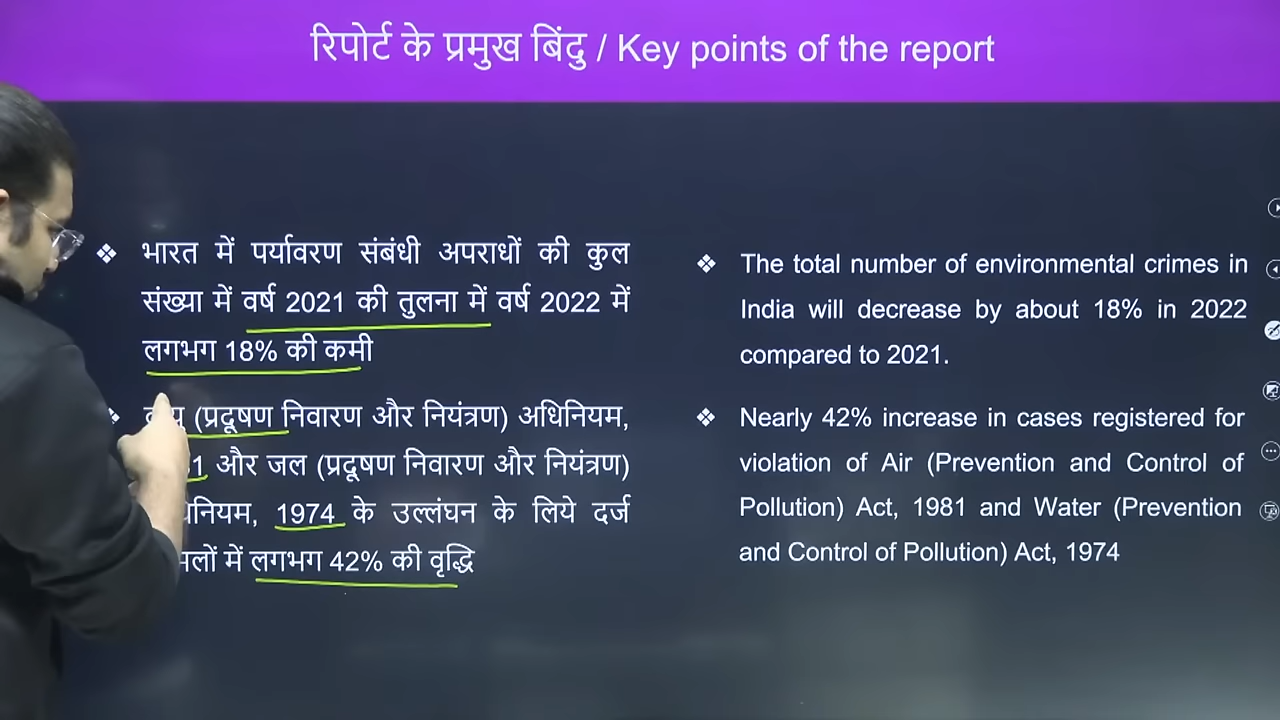 रिपोर्ट के प्रमुख बिंदु / Key points of the report
भारत में पर्यावरण संबंधी अपराधों की कुल
संख्या में वर्ष 2021 की तुलना में वर्ष 2022 में
लगभग 18% की कमी
(प्रदूषण निवारण और नियंत्रण) अधिनियम,
और जल (प्रदूषण निवारण और नियंत्रण)
1974 के उल्लंघन के लिये दर्ज
में लगभग 42% की वृद्धि
The total number of environmental crimes in
India will decrease by about 18% in 2022
compared to 2021.
Nearly 42% increase in cases registered for
violation of Air (Prevention and Control of
Pollution) Act, 1981 and Water (Prevention
and Control of Pollution) Act, 1974